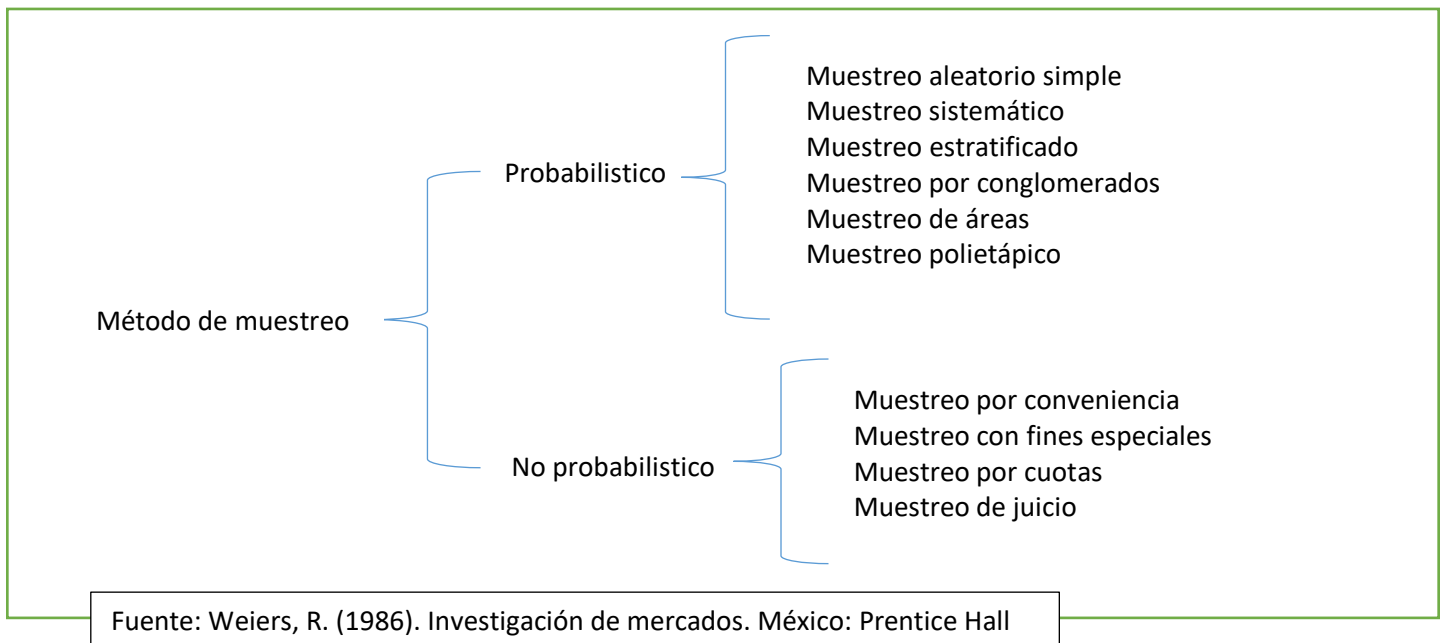 Método de muestreo
Probabilistico
Muestreo aleatorio simple
Muestreo sistemático
Muestreo estratificado
Muestreo por conglomerados
Muestreo de áreas
Muestreo polietápico
No probabilistico
Muestreo por conveniencia
Muestreo con fines especiales
Muestreo por cuotas
Muestreo de juicio
Fuente: Weiers, R. (1986). Investigación de mercados. México: Prentice Hall